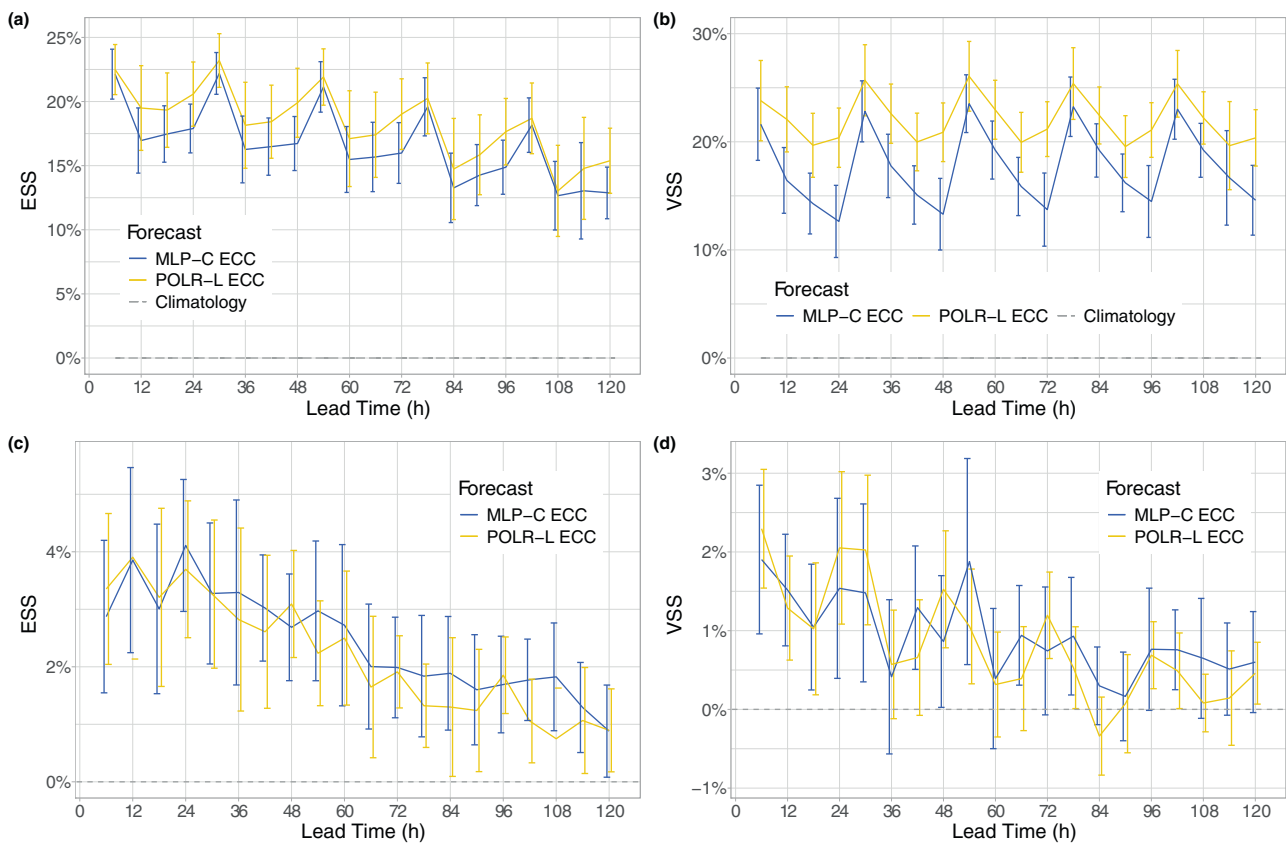 (a)
ESS
25%
20%
15%
10%
5%
0%
Forecast
MLP−C ECC
POLR−L ECC
Climatology
0 12 24 36 48 60 72 84 96 108 120
Lead Time (h)
(b)
VSS
30%
20%
10%
0%
Forecast
MLP−C ECC POLR−L ECC Climatology
0 12 24 36 48 60 72 84 96 108 120
Lead Time (h)
(c)
ESS
4%
2%
0%
Forecast
MLP−C ECC
POLR−L ECC
0 12 24 36 48 60 72 84 96 108 120
Lead Time (h)
(d)
VSS
3%
2%
1%
0%
−1%
Forecast
MLP−C ECC
POLR−L ECC
0 12 24 36 48 60 72 84 96 108 120
Lead Time (h)